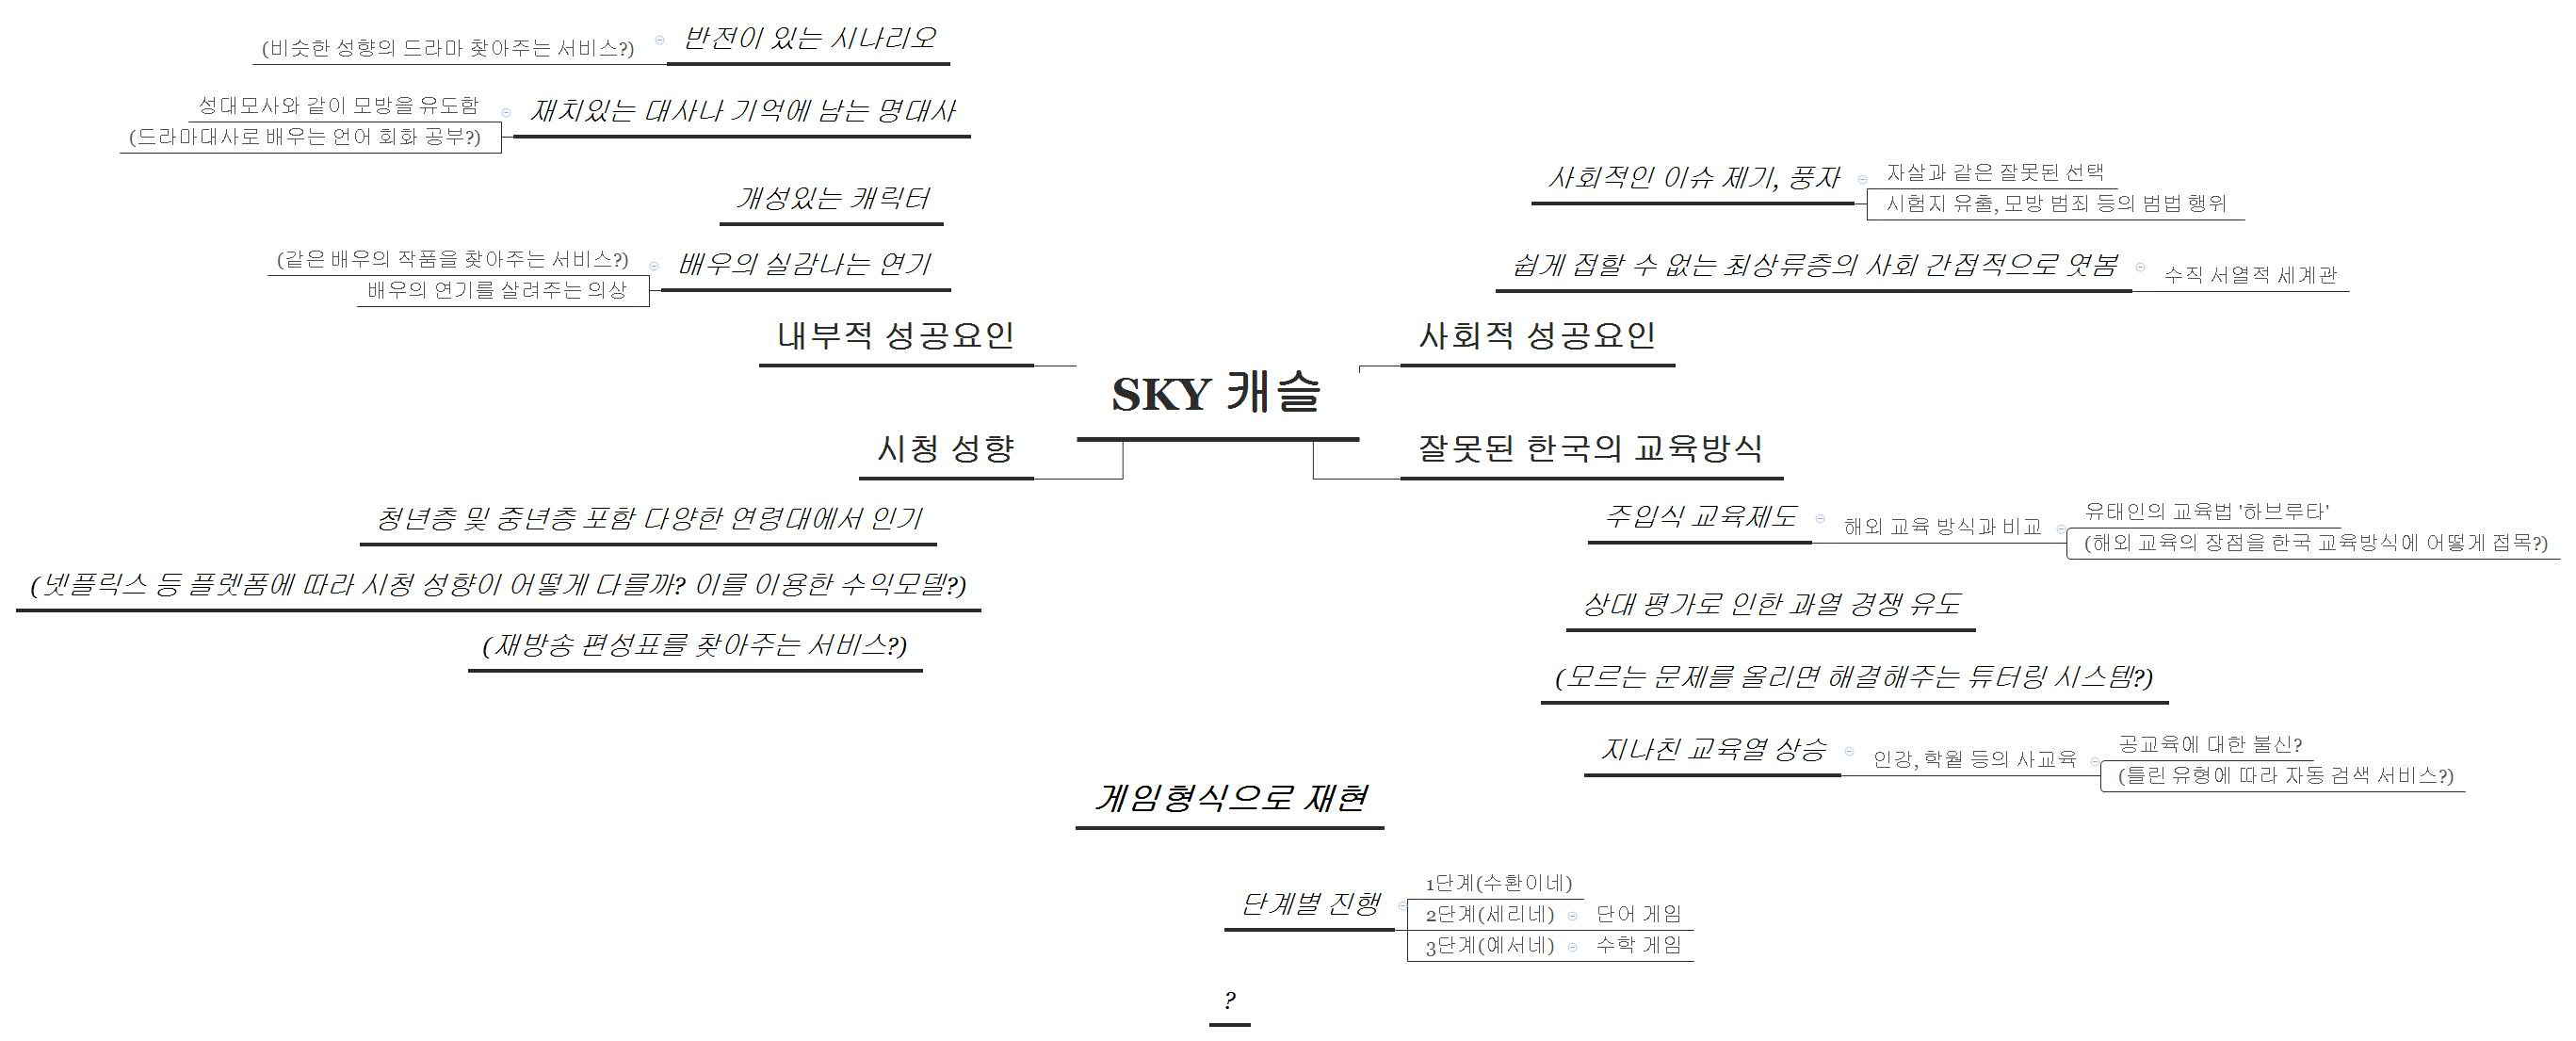 반전이 있는 시나리오
(비슷한 성향의 드라마 찾아주는 서비스?)
재치있는 대사나 기억에 남는 명대사
성대모사와 같이 모방을 유도함
(드라마대사로 배우는 언어 회화 공부?)
개성있는 캐릭터
배우의 실감나는 연기
(같은 배우의 작품을 찾아주는 서비스?)
배우의 연기를 살려주는 의상
내부적 성공요인
사회적인 이슈 제기, 풍자
자살과 같은 잘못된 선택
시험지 유출, 모방 범죄 등의 범법 행위
쉽게 접할 수 없는 최상류층의 사회 간접적으로 엿봄
수직 서열적 세계관
사회적 성공요인
SKY 캐슬
시청 성향
청년층 및 중년층 포함 다양한 연령대에서 인기
(넷플릭스 등 플렛폼에 따라 시청 성향이 어떻게 다를까? 이를 이용한 수익모델?)
(재방송 편성표를 찾아주는 서비스?)
잘못된 한국의 교육방식
주입식 교육제도
해외 교육 방식과 비교
유태인의 교육법 '하브루타'
(해외 교육의 장점을 한국 교육방식에 어떻게 접목?)
상대 평가로 인한 과열 경쟁 유도
(모르는 문제를 올리면 해결해주는 튜터링 시스템?)
지나친 교육열 상승
인강, 학월 등의 사교육
공교육에 대한 불신?
(틀린 유형에 따라 자동 검색 서비스?)
게임형식으로 재현
단계별 진행
1단계(수환이네)
2단계(세리네) 단어 게임
3단계(예서네) 수학 게임
?